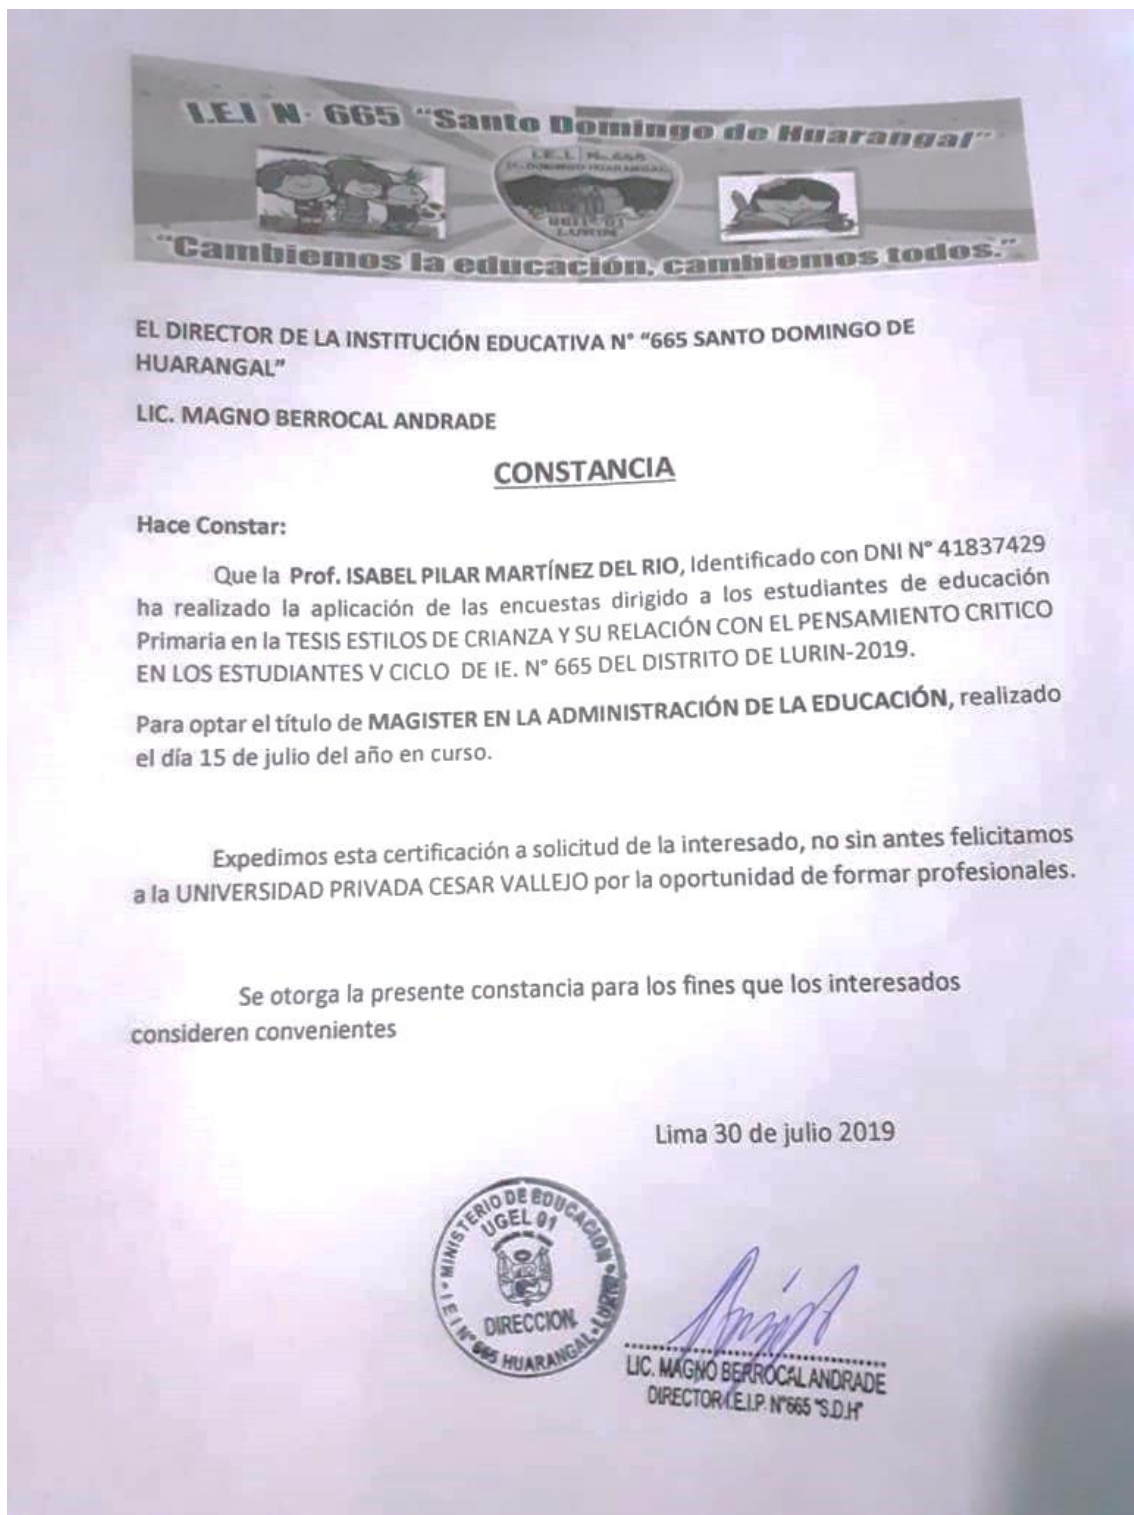 I.E.I N· 665 "Santo Domingo de Huarangal"
I.E.I. N. 665
ST. DOMINGO HUARANGAL
UGEL 01
LURIN
"Cambiemos la educación, cambiemos todos."
EL DIRECTOR DE LA INSTITUCIÓN EDUCATIVA N° "665 SANTO DOMINGO DE
HUARANGAL"
LIC. MAGNO BERROCAL ANDRADE
CONSTANCIA
Hace Constar:
Que la Prof. ISABEL PILAR MARTÍNEZ DEL RIO, Identificado con DNI N° 41837429
ha realizado la aplicación de las encuestas dirigido a los estudiantes de educación
Primaria en la TESIS ESTILOS DE CRIANZA Y SU RELACIÓN CON EL PENSAMIENTO CRITICO
EN LOS ESTUDIANTES V CICLO DE IE. N° 665 DEL DISTRITO DE LURIN-2019.
Para optar el título de MAGISTER EN LA ADMINISTRACIÓN DE LA EDUCACIÓN, realizado
el día 15 de julio del año en curso.
Expedimos esta certificación a solicitud de la interesado, no sin antes felicitamos
a la UNIVERSIDAD PRIVADA CESAR VALLEJO por la oportunidad de formar profesionales.
Se otorga la presente constancia para los fines que los interesados
consideren convenientes
Lima 30 de julio 2019
MINISTERIO DE EDUCACIÓN
UGEL 01
DIRECCION
I E I N° 665 HUARANGAL - LURIN
LIC. MAGNO BERROCAL ANDRADE
DIRECTOR I.E.I.P. N°665 "S.D.H"